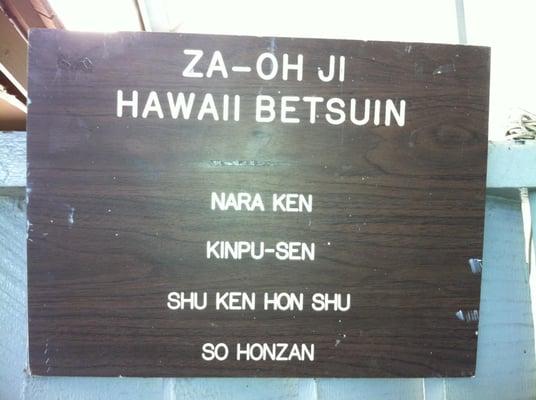 ZA-OH JI
HAWAII BETSUIN
NARA KEN
KINPU-SEN
SHU KEN HON SHU
SO HONZAN